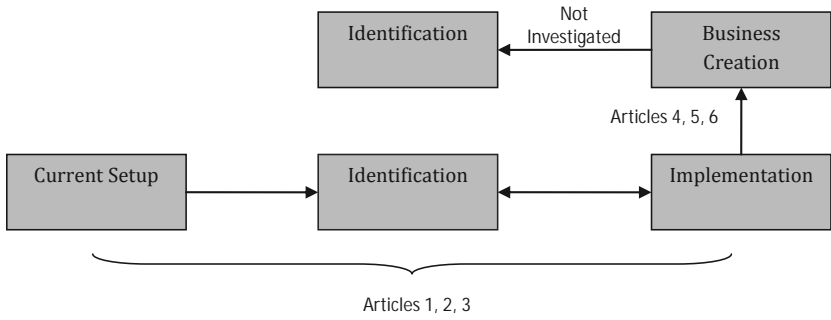 Identification
Not
Investigated
Business
Creation
Articles 4, 5, 6
Current Setup
Identification
Implementation
Articles 1, 2, 3